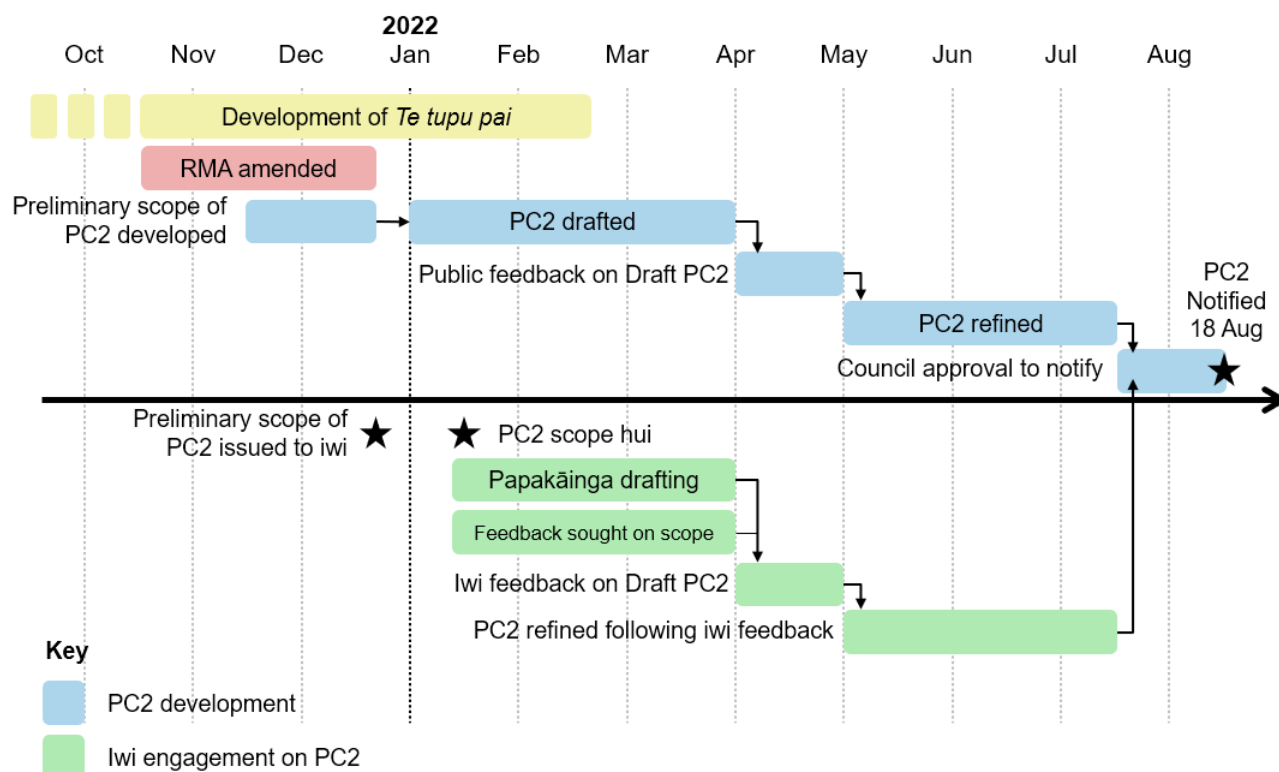 2022
Oct Nov Dec Jan Feb Mar Apr May Jun Jul Aug
Development of Te tupu pai
RMA amended
Preliminary scope of
PC2 developed
PC2 drafted
Public feedback on Draft PC2
PC2
Notified
18 Aug
PC2 refined
Council approval to notify
Preliminary scope of
PC2 issued to iwi
PC2 scope hui
Papakāinga drafting
Feedback sought on scope
Iwi feedback on Draft PC2
PC2 refined following iwi feedback
Key
PC2 development
Iwi engagement on PC2